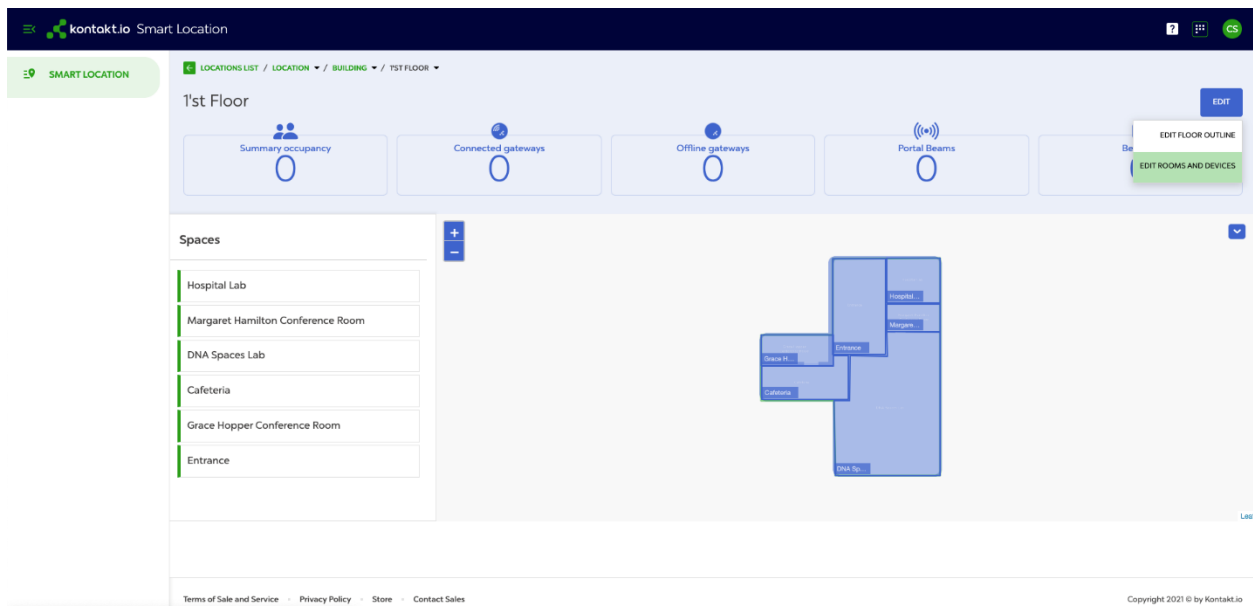 kontakt.io Smart Location
?
CS
SMART LOCATION
LOCATIONS LIST / LOCATION / BUILDING / 1'ST FLOOR
1'st Floor
EDIT
EDIT FLOOR OUTLINE
EDIT ROOMS AND DEVICES
Summary occupancy
0
Connected gateways
0
Offline gateways
0
Portal Beams
0
Be
Spaces
+
−
Hospital Lab
Margaret Hamilton Conference Room
DNA Spaces Lab
Cafeteria
Grace Hopper Conference Room
Entrance
Hospital...
Margare...
Entrance
Grace H...
Cafeteria
DNA Sp...
Lea
Terms of Sale and Service
Privacy Policy
Store
Contact Sales
Copyright 2021 © by Kontakt.io